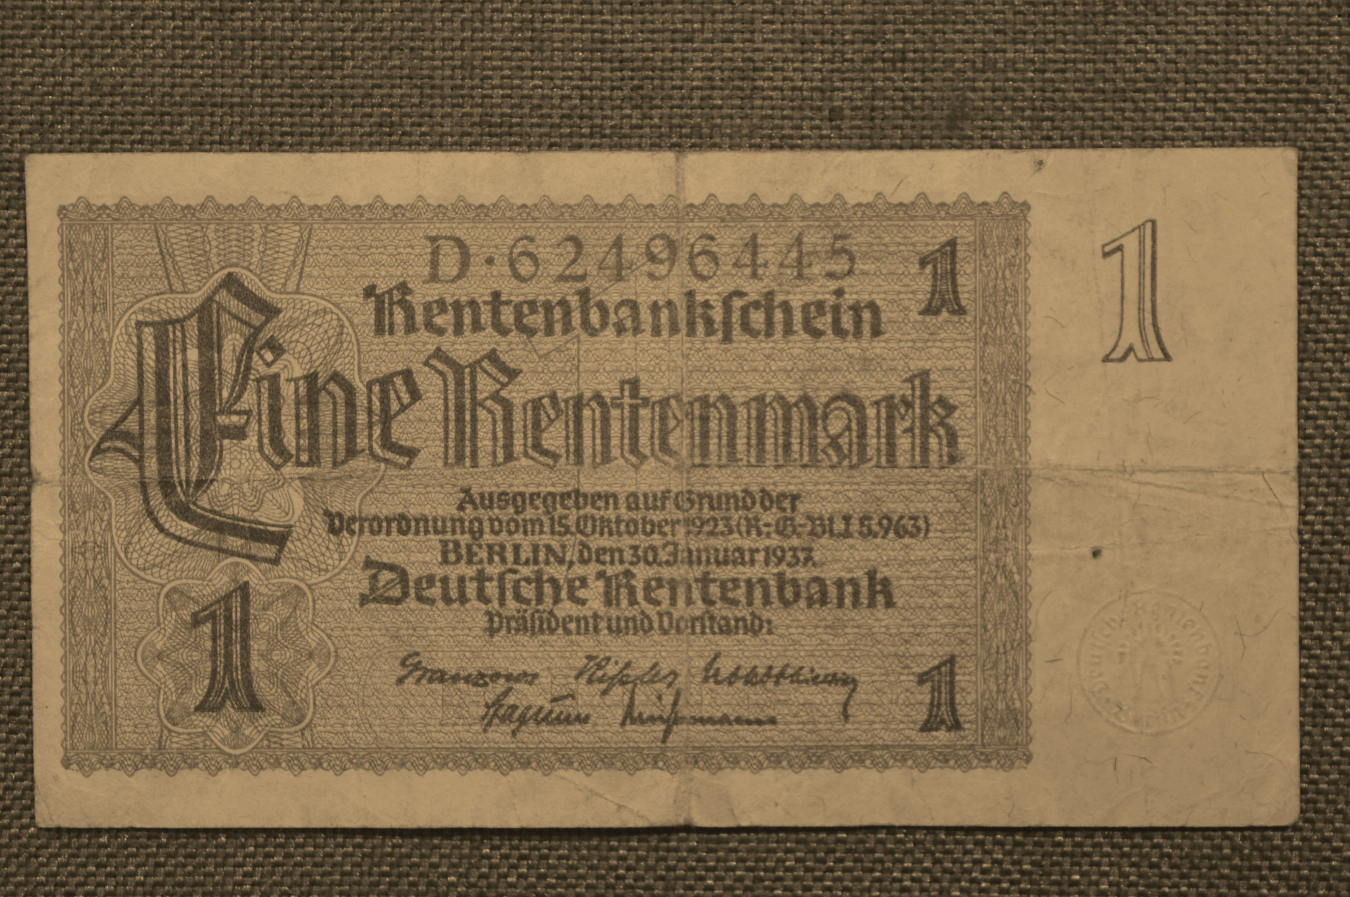 D·62496445
Rentenbankschein
1
1
Eine Rentenmark
Ausgegeben auf Grund der
Verordnung vom 15. Oktober 1923 (R.-G.-Bl. I S. 963)
BERLIN, den 30. Januar 1937.
Deutsche Rentenbank
Präsident und Vorstand:
1
1